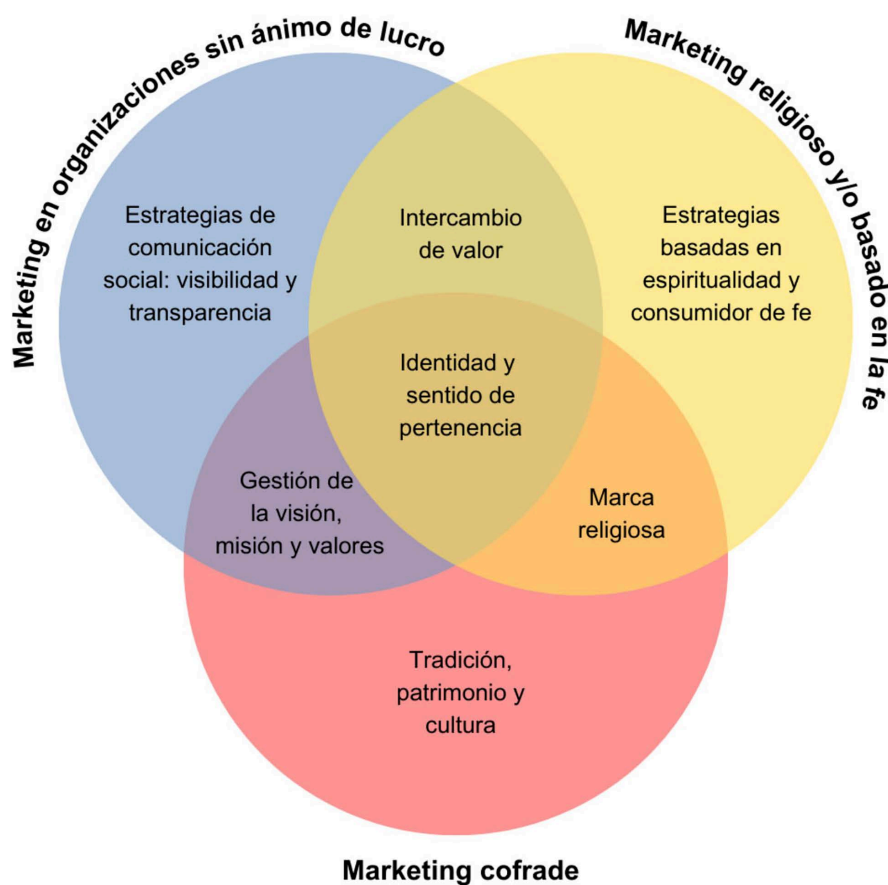 Marketing en organizaciones sin ánimo de lucro
Marketing religioso y/o basado en la fe
Estrategias de
comunicación
social: visibilidad y
transparencia
Intercambio
de valor
Estrategias
basadas en
espiritualidad y
consumidor de fe
Identidad y
sentido de
pertenencia
Gestión de
la visión,
misión y valores
Marca
religiosa
Tradición,
patrimonio y
cultura
Marketing cofrade